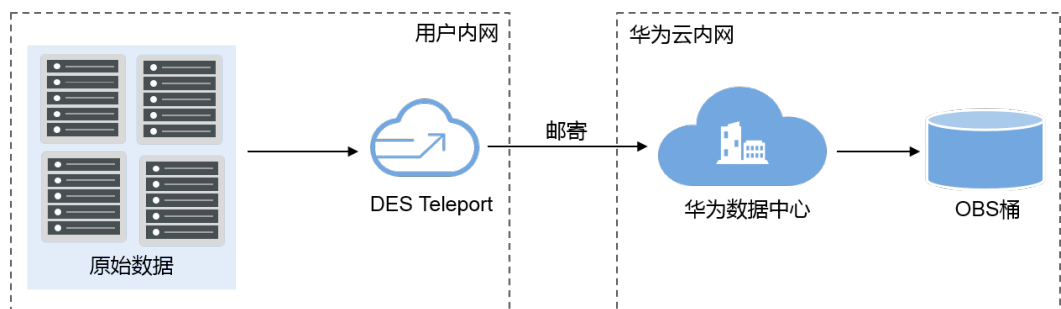 用户内网
原始数据
DES Teleport
邮寄
华为云内网
华为数据中心
OBS桶